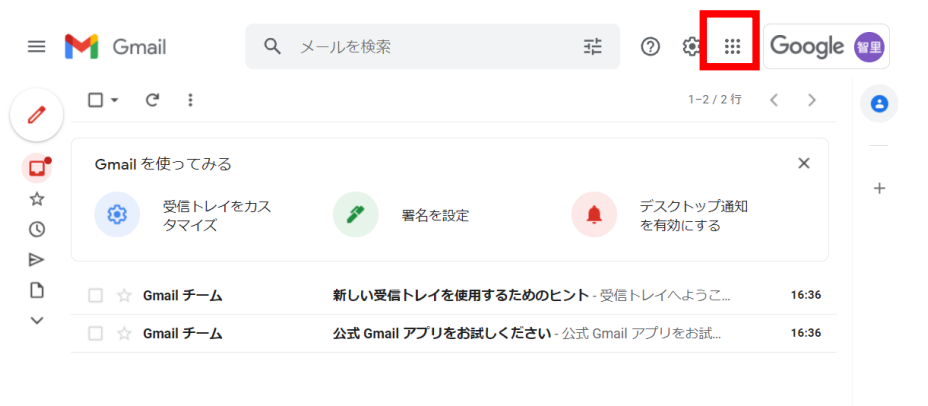 Gmail
メールを検索
Google
智里
1–2 / 2 行
Gmail を使ってみる
受信トレイをカス
タマイズ
署名を設定
デスクトップ通知
を有効にする
Gmail チーム 新しい受信トレイを使用するためのヒント - 受信トレイへようこ... 16:36
Gmail チーム 公式 Gmail アプリをお試しください - 公式 Gmail アプリをお試... 16:36